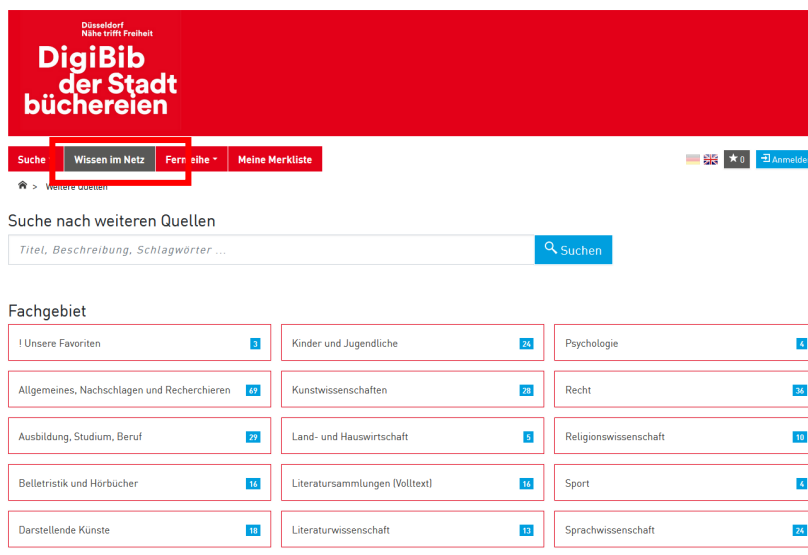 Düsseldorf
Nähe trifft Freiheit
DigiBib
der Stadt
büchereien
Suche
Wissen im Netz
Fernleihe
Meine Merkliste
0
Anmelden
> Weitere Quellen
Suche nach weiteren Quellen
Titel, Beschreibung, Schlagwörter ...
Suchen
Fachgebiet
! Unsere Favoriten 3
Kinder und Jugendliche 24
Psychologie 4
Allgemeines, Nachschlagen und Recherchieren 69
Kunstwissenschaften 28
Recht 36
Ausbildung, Studium, Beruf 29
Land- und Hauswirtschaft 5
Religionswissenschaft 10
Belletristik und Hörbücher 16
Literatursammlungen (Volltext) 16
Sport 4
Darstellende Künste 18
Literaturwissenschaft 13
Sprachwissenschaft 24